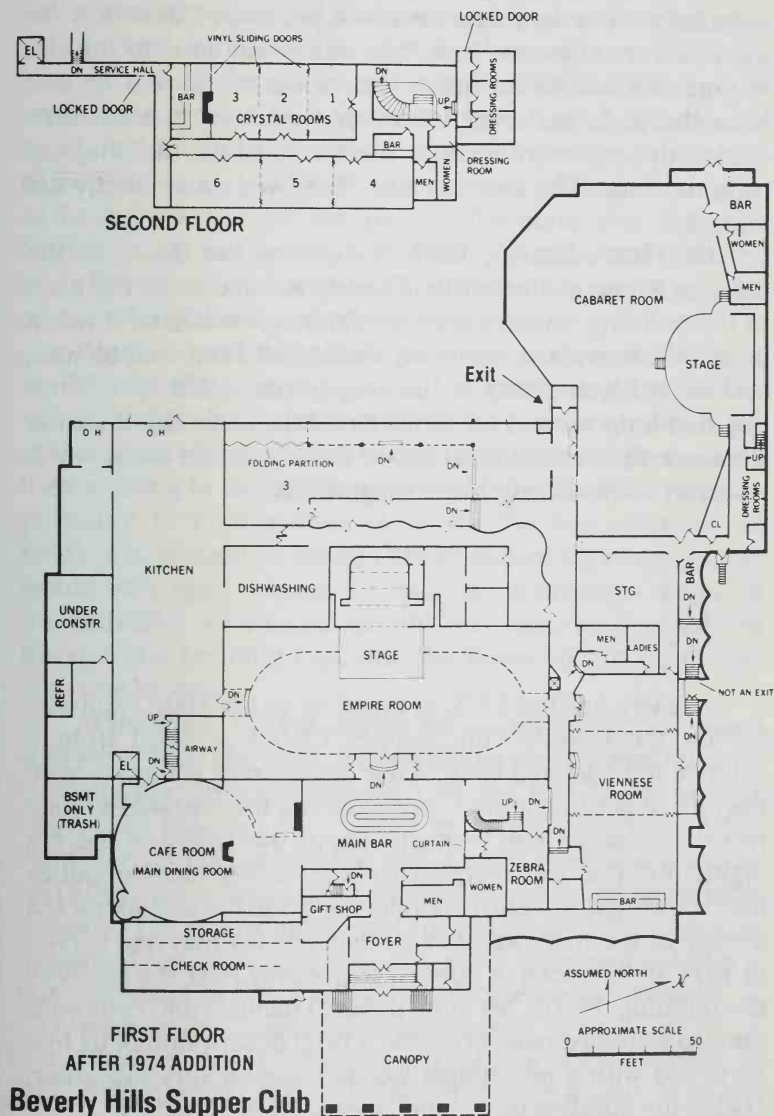 LOCKED DOOR
VINYL SLIDING DOORS
EL
DN
SERVICE HALL
LOCKED DOOR
BAR
3
2
1
CRYSTAL ROOMS
DN
UP
DRESSING ROOMS
BAR
DRESSING
ROOM
6
5
4
MEN
WOMEN
SECOND FLOOR
BAR
WOMEN
MEN
CABARET ROOM
STAGE
Exit
UP
DRESSING
ROOMS
CL
O H
O H
FOLDING PARTITION
3
DN
DN
DN
KITCHEN
DISHWASHING
STG
BAR
DN
UNDER
CONSTR.
STAGE
MEN
LADIES
DN
DN
NOT AN EXIT
REFR
DN
EMPIRE ROOM
DN
UP
AIRWAY
DN
EL
DN
VIENNESE
ROOM
BSMT
ONLY
(TRASH)
CAFE ROOM
(MAIN DINING ROOM)
MAIN BAR
UP
DN
CURTAIN
DN
ZEBRA
ROOM
WOMEN
MEN
BAR
GIFT SHOP
STORAGE
FOYER
CHECK ROOM
ASSUMED NORTH
N
APPROXIMATE SCALE
0 50
FEET
FIRST FLOOR
AFTER 1974 ADDITION
CANOPY
Beverly Hills Supper Club